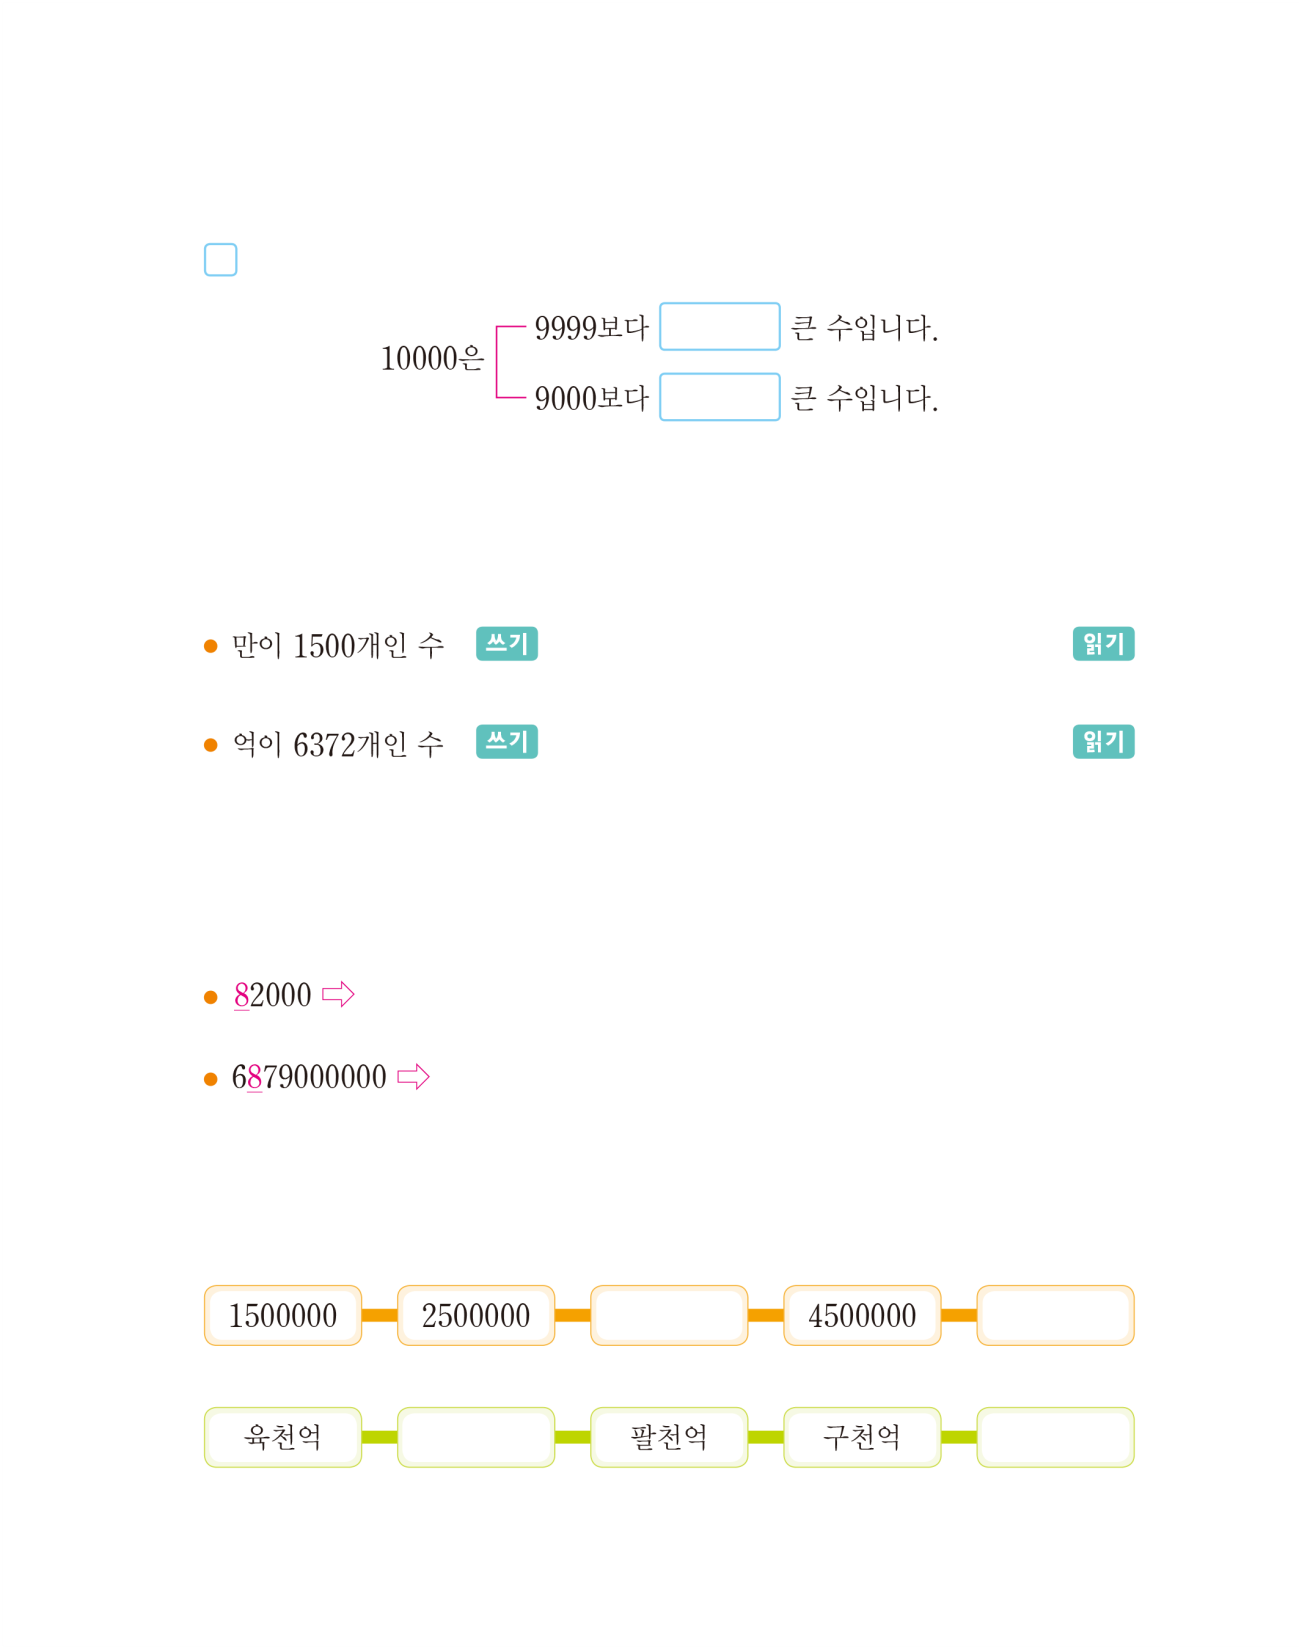 9999보다 큰 수입니다.
10000은
9000보다 큰 수입니다.
만이 1500개인 수 쓰기 읽기
억이 6372개인 수 쓰기 읽기
82000 ⇨
6879000000 ⇨
1500000 2500000 4500000
육천억 팔천억 구천억